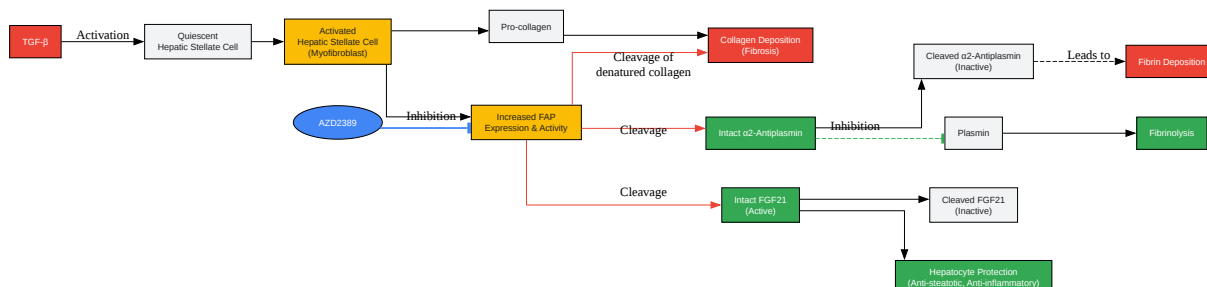 TGF-β
Activation
Quiescent
Hepatic Stellate Cell
Activated
Hepatic Stellate Cell
(Myofibroblast)
Pro-collagen
Collagen Deposition
(Fibrosis)
Cleavage of
denatured collagen
Cleaved α2-Antiplasmin
(Inactive)
Leads to
Fibrin Deposition
AZD2389
Inhibition
Increased FAP
Expression & Activity
Cleavage
Intact α2-Antiplasmin
Inhibition
Plasmin
Fibrinolysis
Cleavage
Intact FGF21
(Active)
Cleaved FGF21
(Inactive)
Hepatocyte Protection
(Anti-steatotic, Anti-inflammatory)